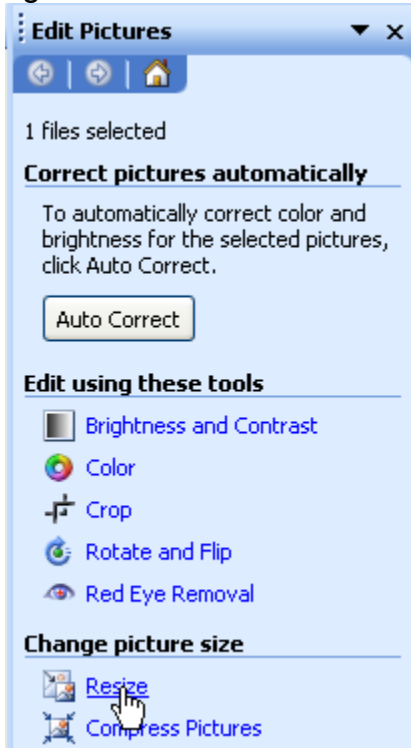 Edit Pictures
1 files selected
Correct pictures automatically
To automatically correct color and
brightness for the selected pictures,
click Auto Correct.
Auto Correct
Edit using these tools
Brightness and Contrast
Color
Crop
Rotate and Flip
Red Eye Removal
Change picture size
Resize
Compress Pictures